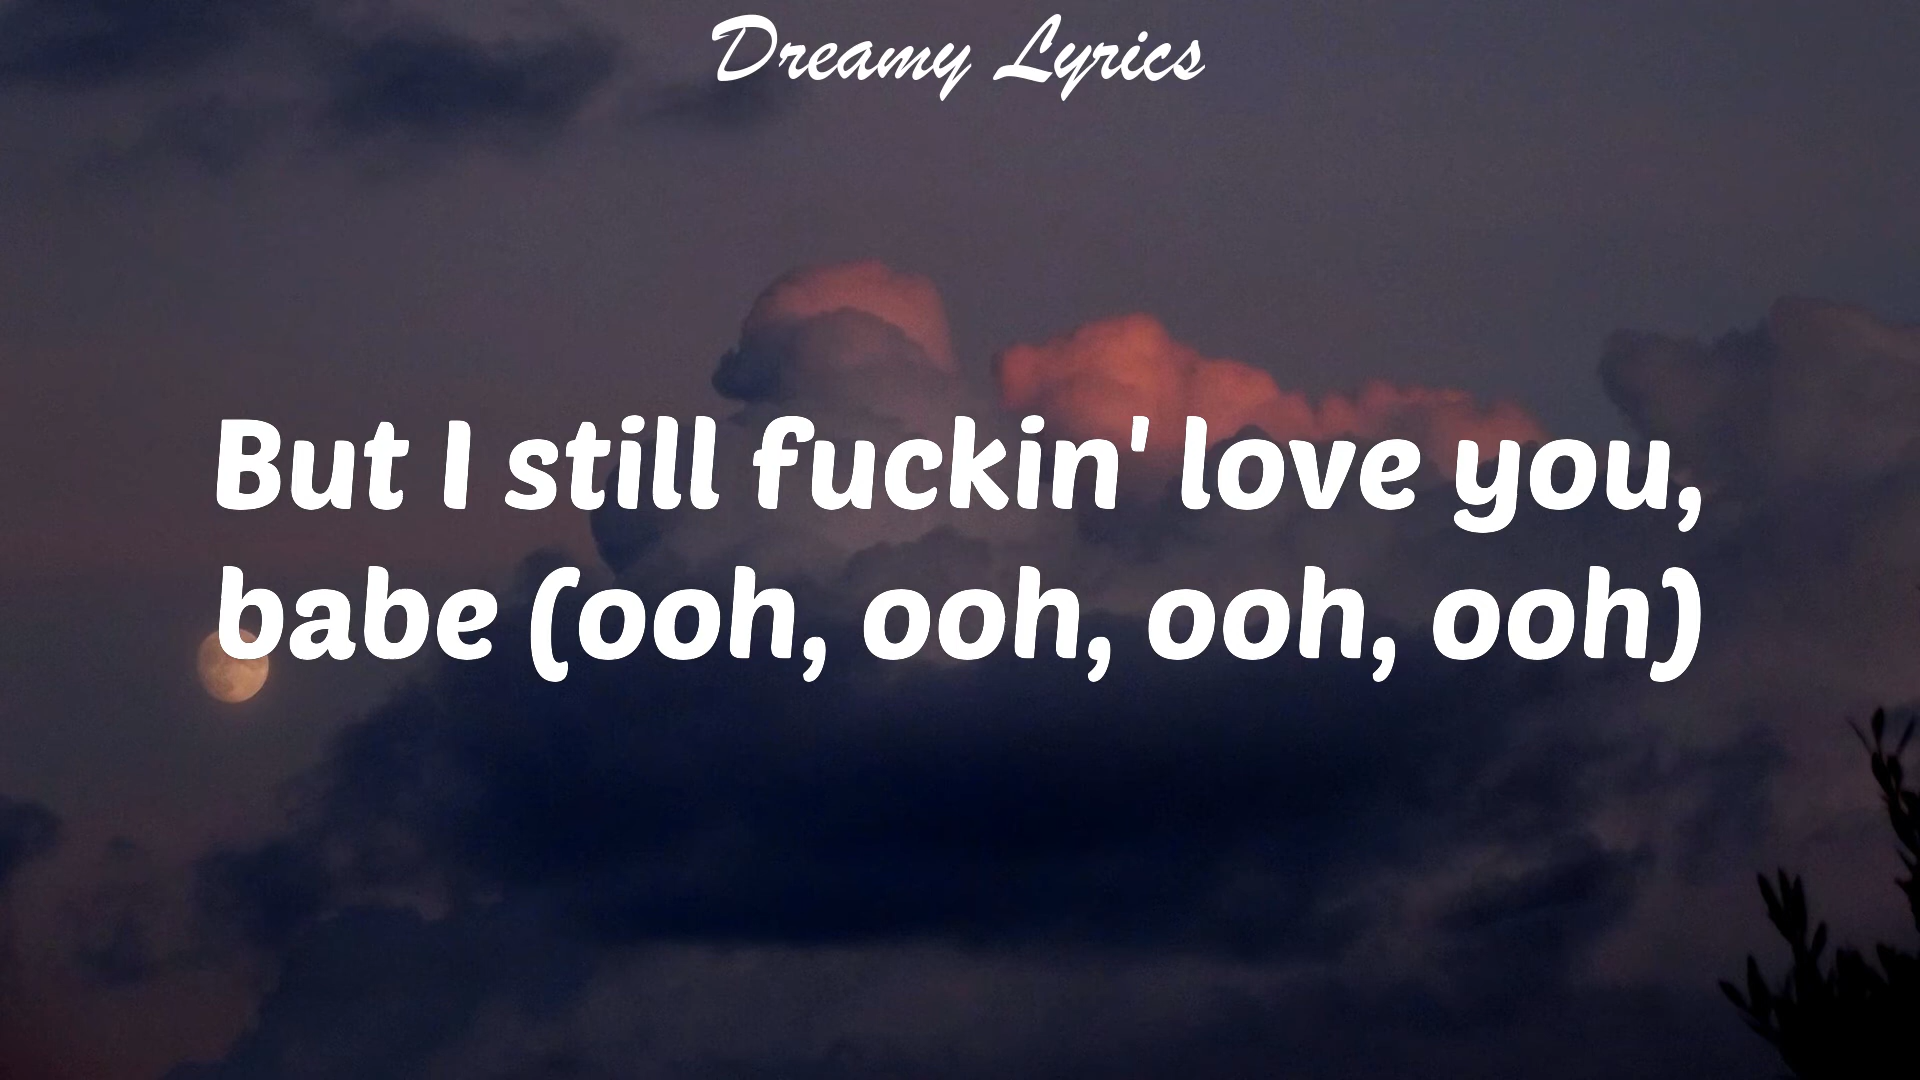 Dreamy Lyrics
But I still fuckin' love you,
babe (ooh, ooh, ooh, ooh)